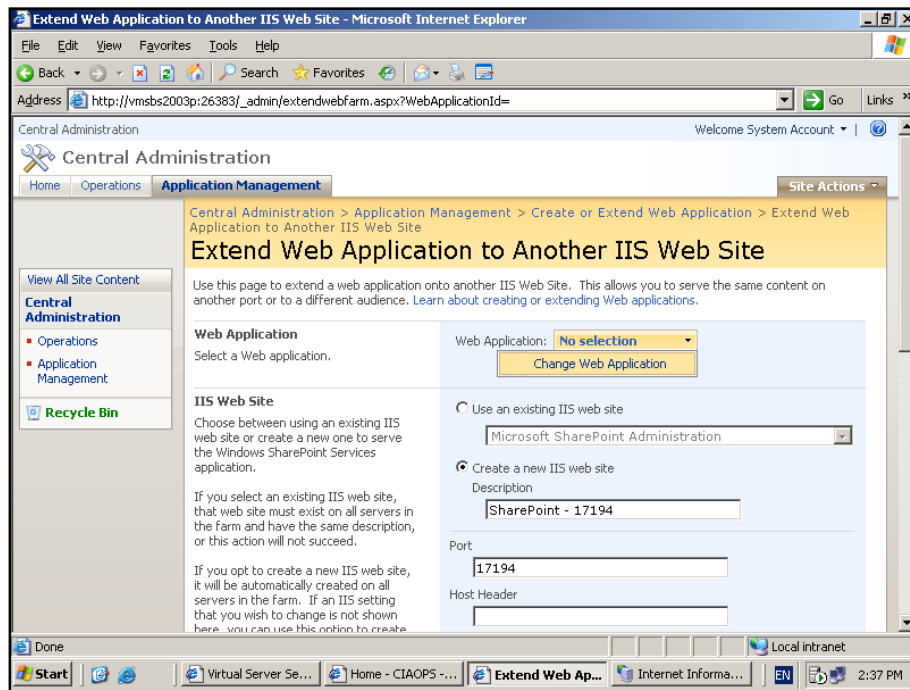 Extend Web Application to Another IIS Web Site - Microsoft Internet Explorer
File Edit View Favorites Tools Help
Back Search Favorites
Address http://vmsbs2003p:26383/_admin/extendwebfarm.aspx?WebApplicationId= Go Links »
Central Administration Welcome System Account
Central Administration
Home Operations Application Management Site Actions
Central Administration > Application Management > Create or Extend Web Application > Extend Web
Application to Another IIS Web Site
Extend Web Application to Another IIS Web Site
View All Site Content
Central
Administration
Operations
Application
Management
Recycle Bin
Use this page to extend a web application onto another IIS Web Site. This allows you to serve the same content on
another port or to a different audience. Learn about creating or extending Web applications.
Web Application
Select a Web application.
Web Application: No selection
Change Web Application
IIS Web Site
Choose between using an existing IIS
web site or create a new one to serve
the Windows SharePoint Services
application.
If you select an existing IIS web site,
that web site must exist on all servers in
the farm and have the same description,
or this action will not succeed.
If you opt to create a new IIS web site,
it will be automatically created on all
servers in the farm. If an IIS setting
that you wish to change is not shown
here, you can use this option to create
Use an existing IIS web site
Microsoft SharePoint Administration
Create a new IIS web site
Description
SharePoint - 17194
Port
17194
Host Header
Done Local intranet
Start Virtual Server Se... Home - CIAOPS -... Extend Web Ap... Internet Informa... EN 2:37 PM